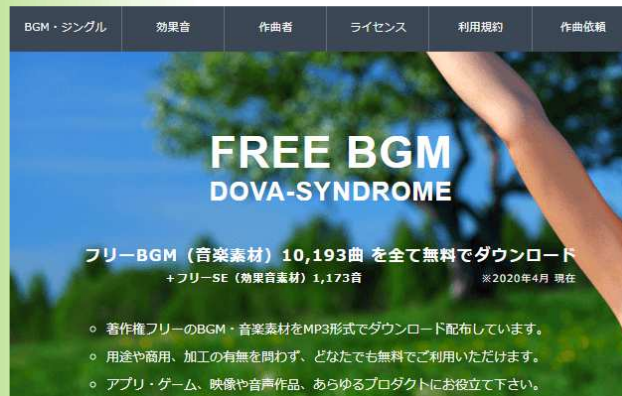 BGM・ジングル 効果音 作曲者 ライセンス 利用規約 作曲依頼
FREE BGM
DOVA-SYNDROME
フリーBGM（音楽素材）10,193曲 を全て無料でダウンロード
+フリーSE（効果音素材）1,173音 ※2020年4月 現在
○ 著作権フリーのBGM・音楽素材をMP3形式でダウンロード配布しています。
○ 用途や商用、加工の有無を問わず、どなたでも無料でご利用いただけます。
○ アプリ・ゲーム、映像や音声作品、あらゆるプロダクトにお役立て下さい。